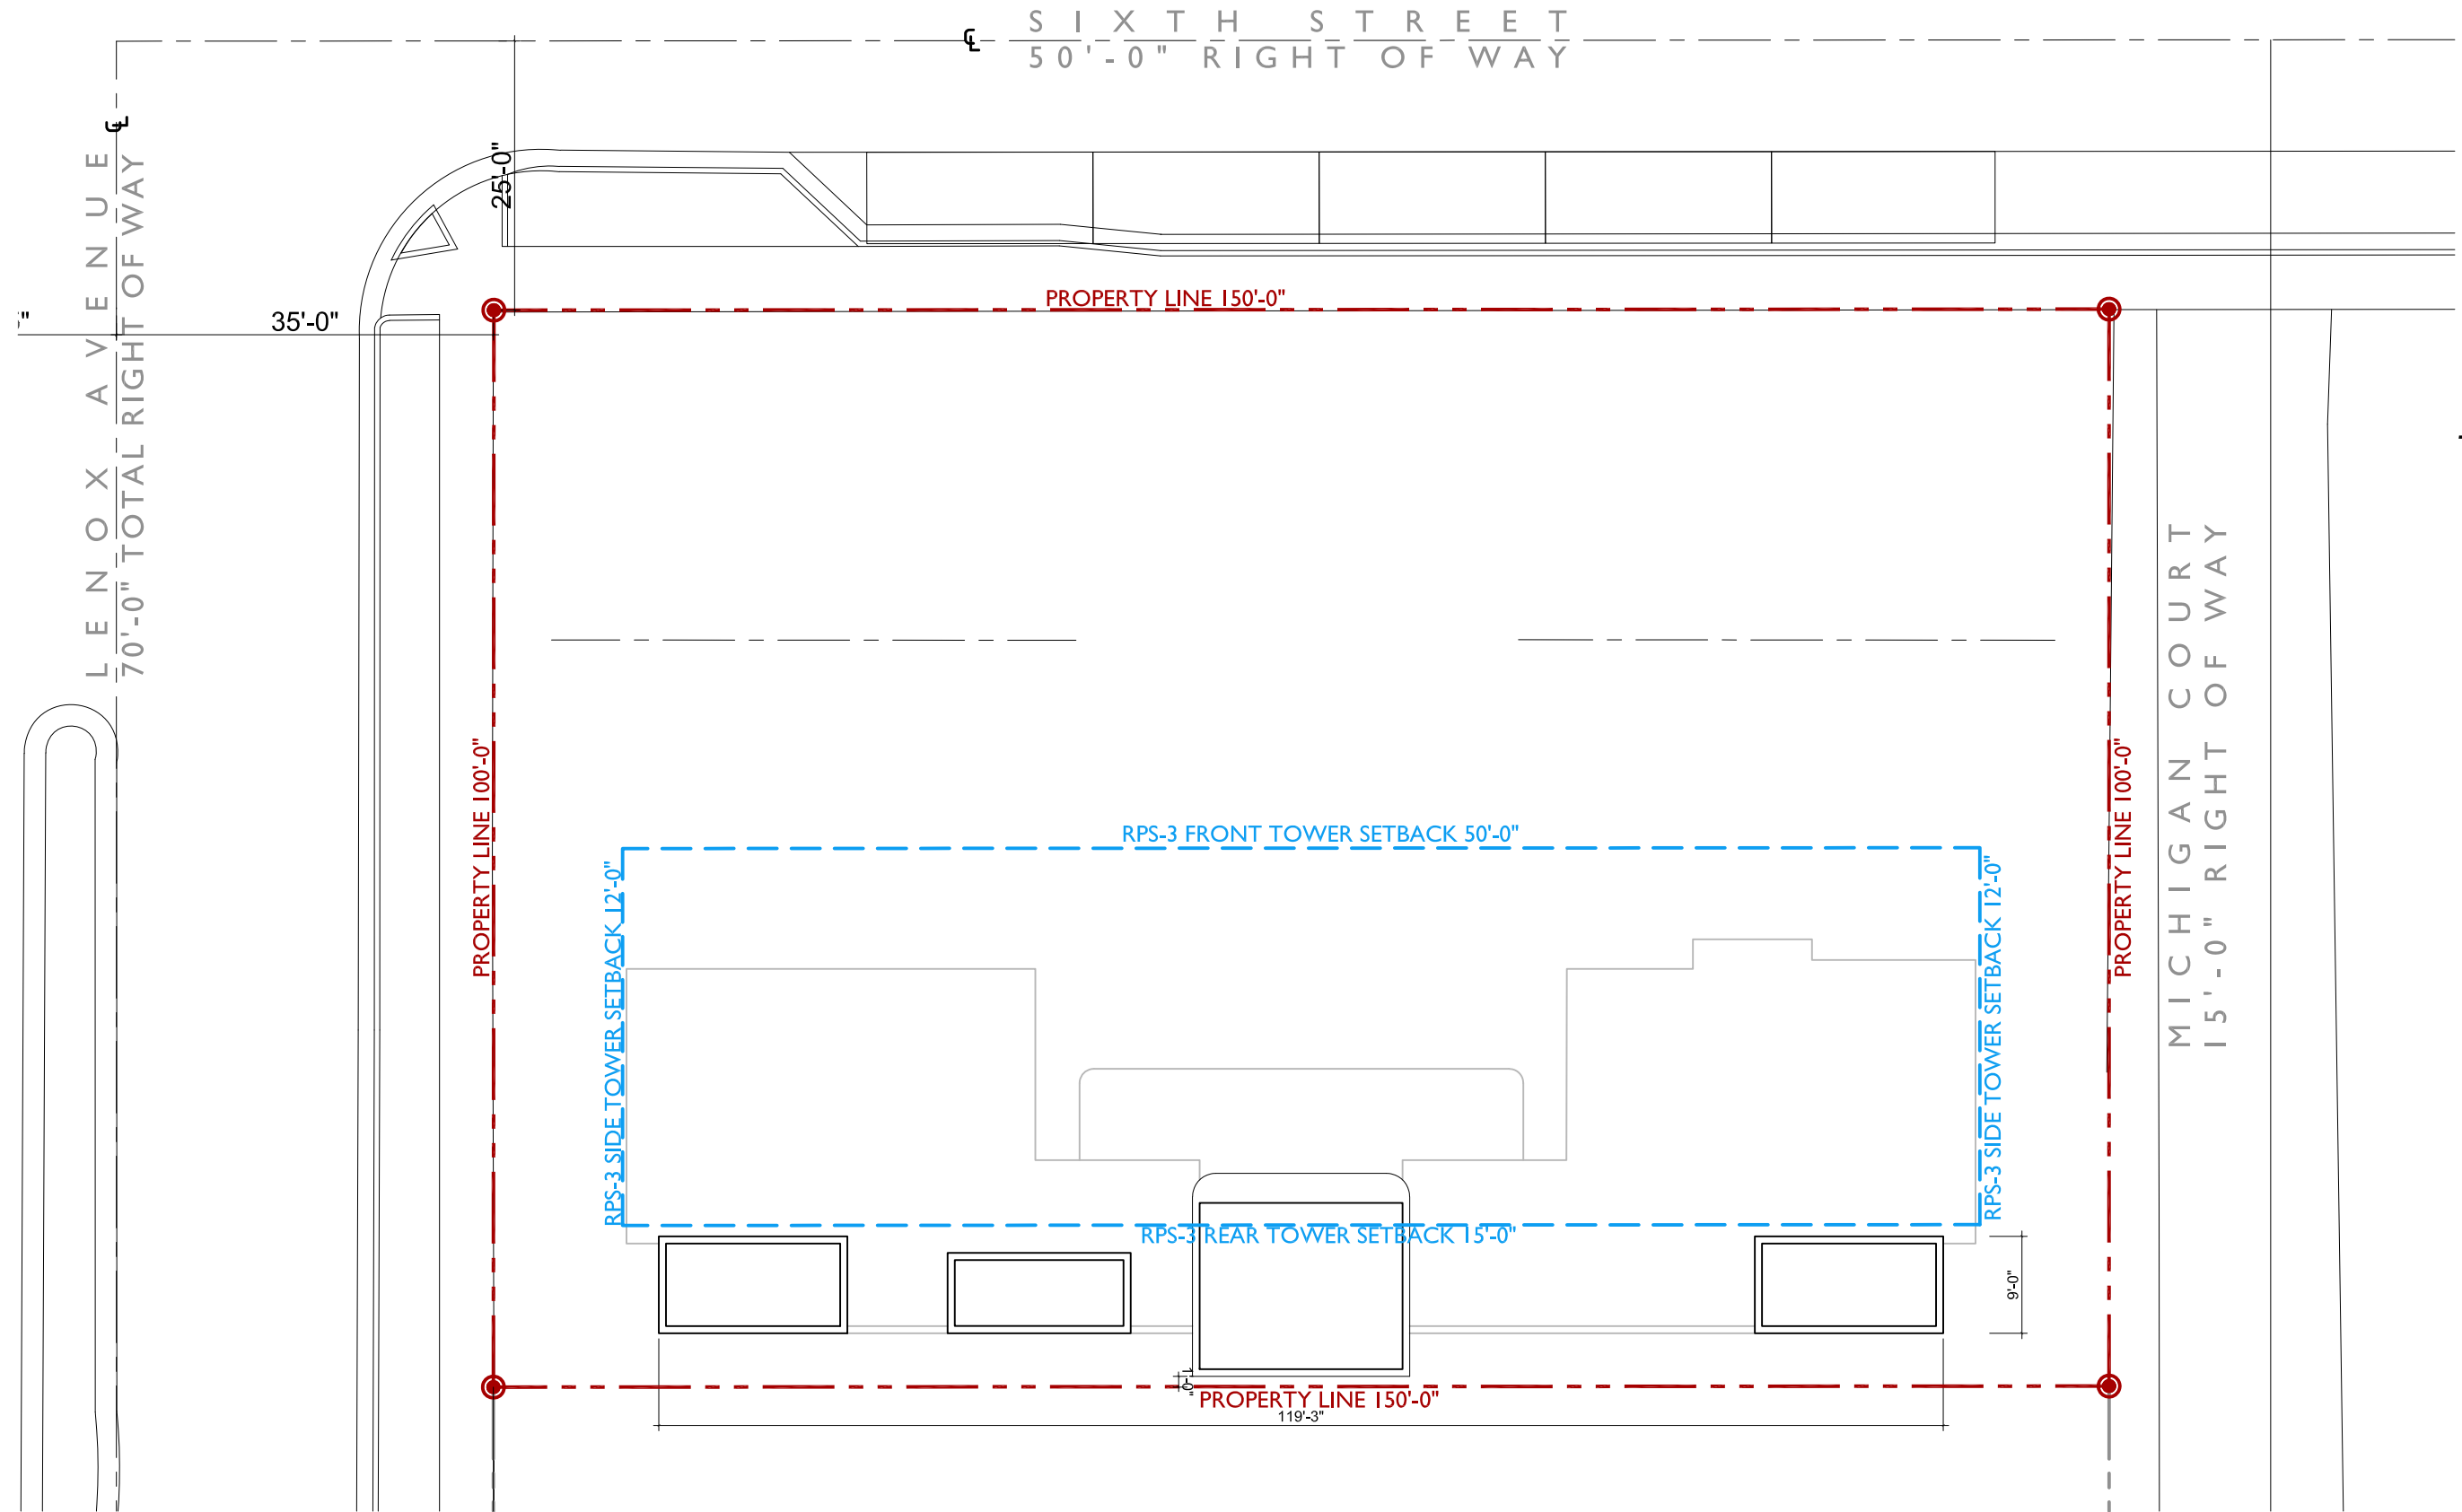 SIXTH STREET
50'-0" RIGHT OF WAY
LENOX AVENUE
70'-0" TOTAL RIGHT OF WAY
25'-0"
35'-0"
PROPERTY LINE 150'-0"
PROPERTY LINE 100'-0"
PROPERTY LINE 100'-0"
MICHIGAN COURT
15'-0" RIGHT OF WAY
RPS-3 FRONT TOWER SETBACK 50'-0"
RPS-3 SIDE TOWER SETBACK 12'-0"
RPS-3 SIDE TOWER SETBACK 12'-0"
RPS-3 REAR TOWER SETBACK 15'-0"
9'-0"
1'-0"
PROPERTY LINE 150'-0"
119'-3"